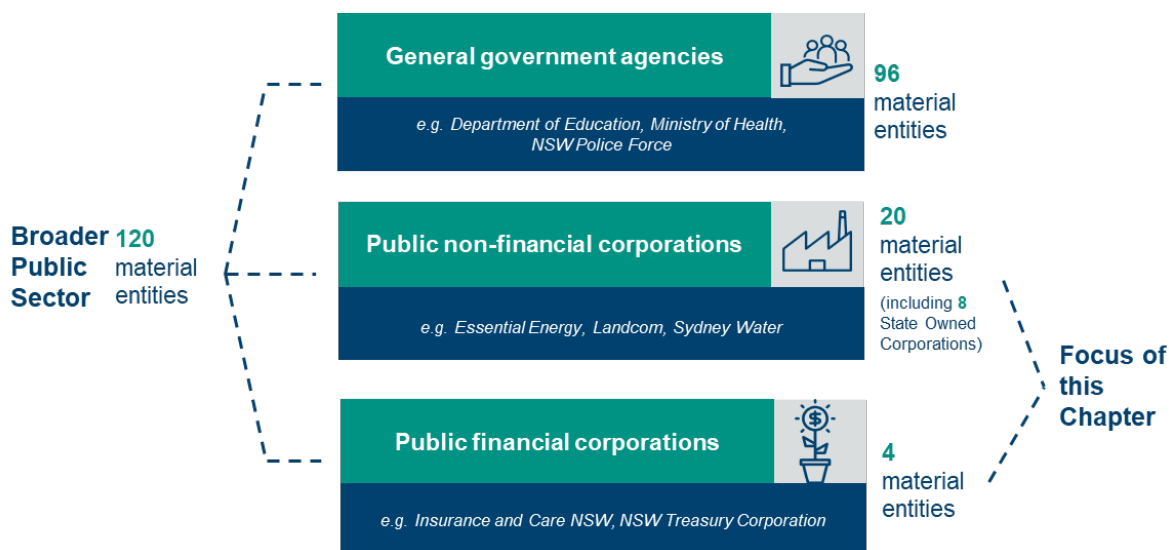 General government agencies
e.g. Department of Education, Ministry of Health,
NSW Police Force
96
material
entities
Broader
Public
Sector
120
material
entities
Public non-financial corporations
e.g. Essential Energy, Landcom, Sydney Water
20
material
entities
(including 8
State Owned
Corporations)
Public financial corporations
$
e.g. Insurance and Care NSW, NSW Treasury Corporation
4
material
entities
Focus of
this
Chapter